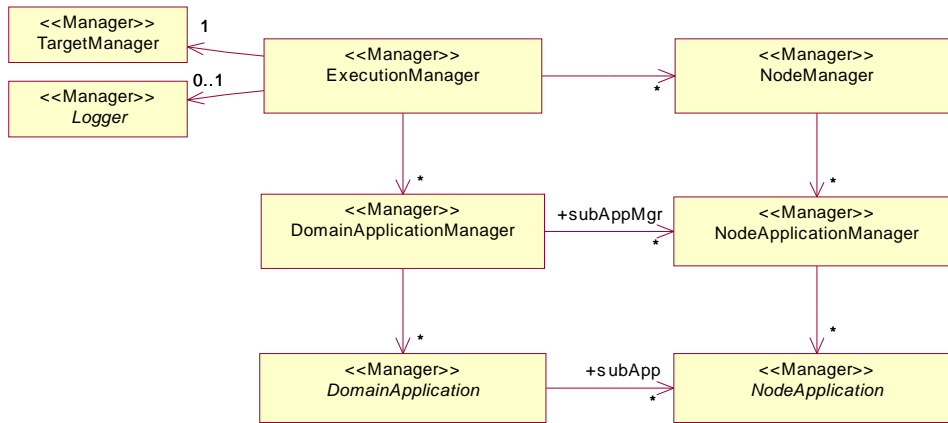 <<Manager>>
TargetManager
1
<<Manager>>
ExecutionManager
<<Manager>>
NodeManager
0..1
*
<<Manager>>
Logger
*
*
<<Manager>>
DomainApplicationManager
+subAppMgr
*
<<Manager>>
NodeApplicationManager
*
*
<<Manager>>
DomainApplication
+subApp
*
<<Manager>>
NodeApplication